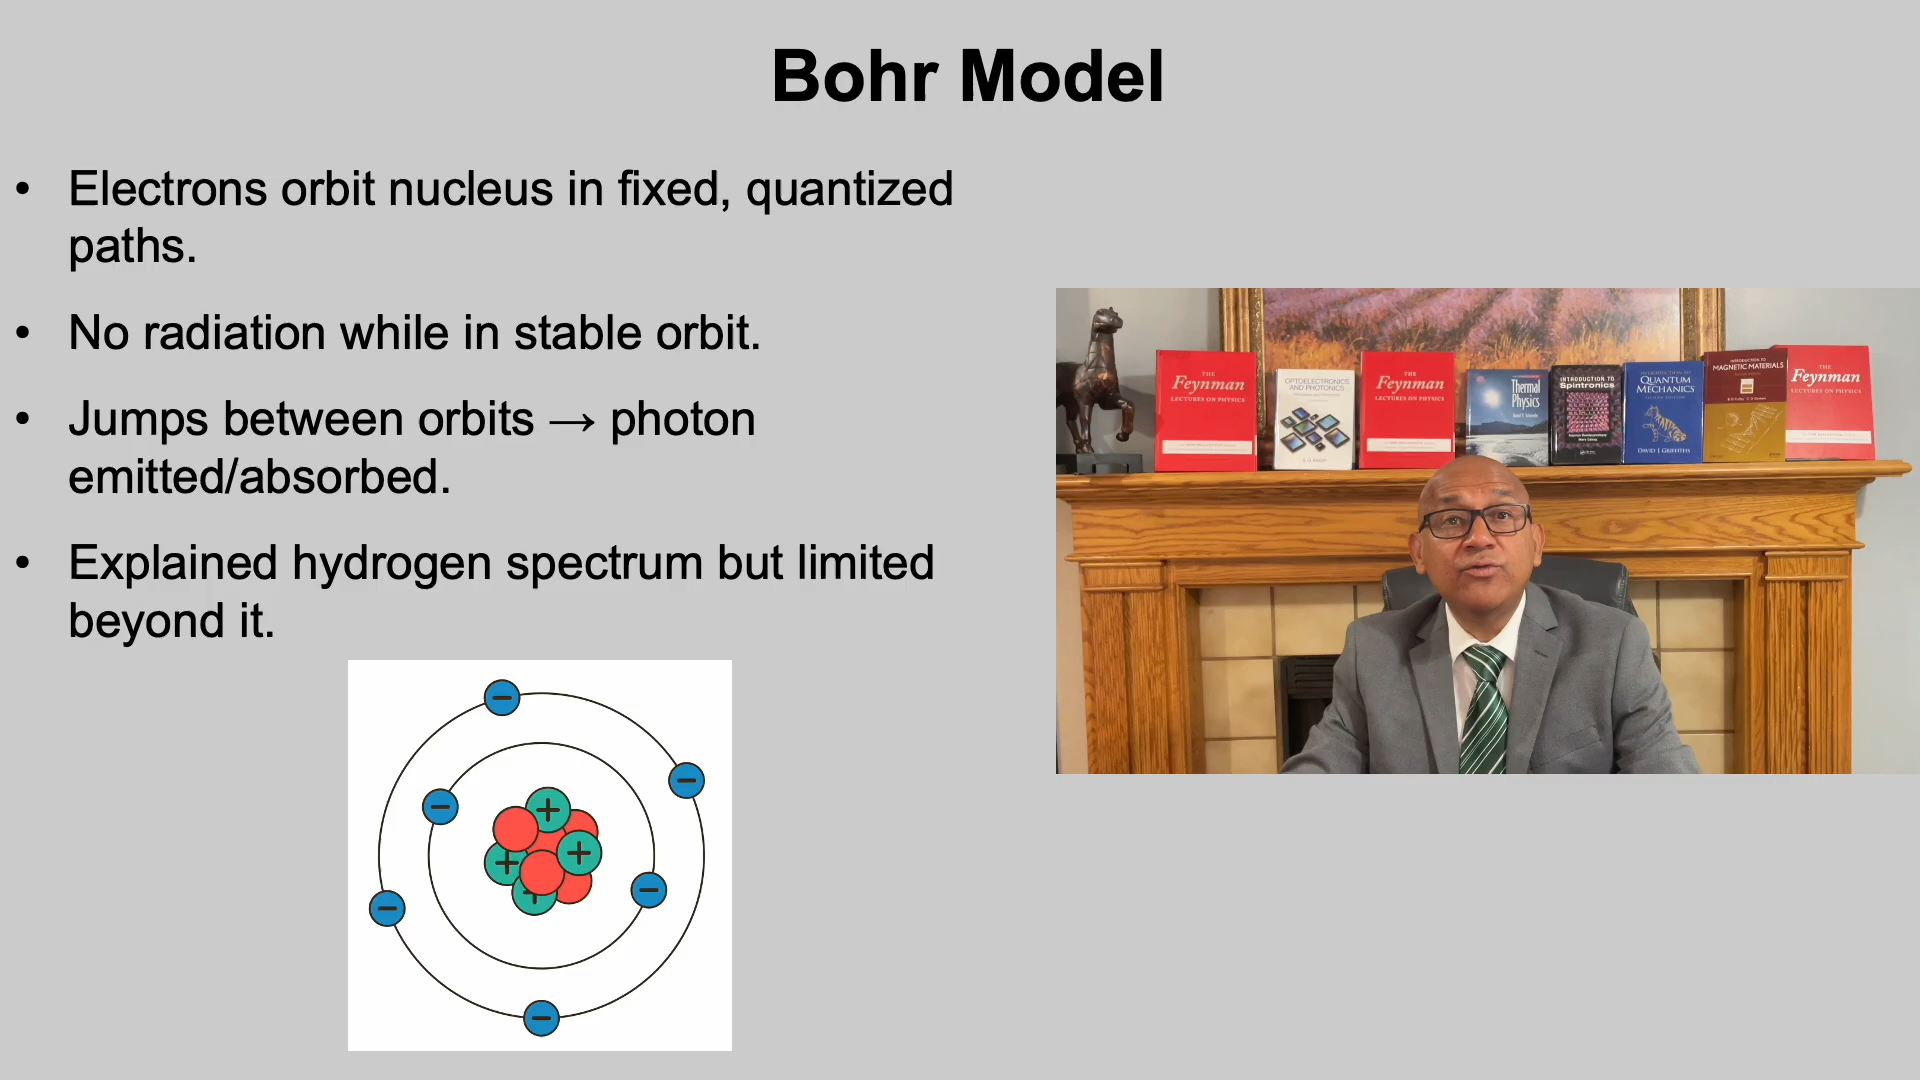 Bohr Model
• Electrons orbit nucleus in fixed, quantized
paths.
• No radiation while in stable orbit.
• Jumps between orbits → photon
emitted/absorbed.
• Explained hydrogen spectrum but limited
beyond it.
THE
Feynman
LECTURES ON PHYSICS
OPTOELECTRONICS
AND PHOTONICS
THE
Feynman
LECTURES ON PHYSICS
Thermal
Physics
INTRODUCTION TO
Spintronics
INTRODUCTION TO
QUANTUM
MECHANICS
DAVID J. GRIFFITHS
INTRODUCTION TO
MAGNETIC MATERIALS
THE
Feynman
LECTURES ON PHYSICS
+
+
+
+
−
−
−
−
−
−